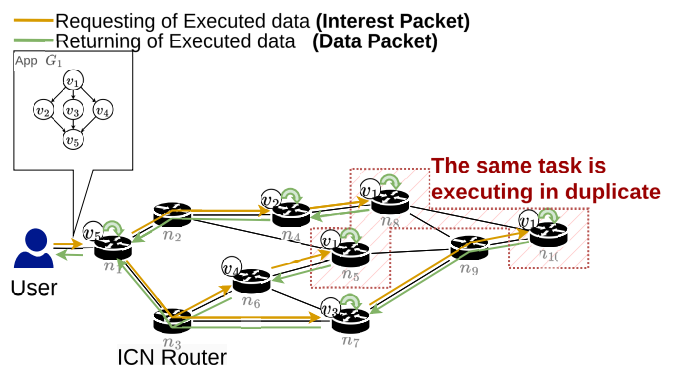 Requesting of Executed data (Interest Packet)
Returning of Executed data (Data Packet)
App G₁
v₁
v₂ v₃ v₄
v₅
The same task is
executing in duplicate
v₁
v₂
n₈
n₄
v₁
n₂
v₅
v₁
n₁
n₅
n₉
n₁₀
v₄
n₆
User
v₃
n₃
n₇
ICN Router